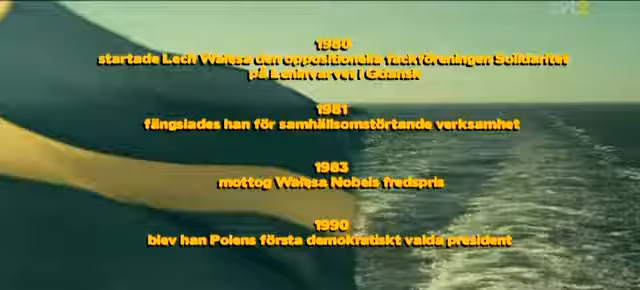 1980
startade Lech Wałęsa den oppositionella fackföreningen Solidaritet
på Leninvarvet i Gdansk
1981
fängslades han för samhällsomstörtande verksamhet
1983
mottog Wałęsa Nobels fredspris
1990
blev han Polens första demokratiskt valda president